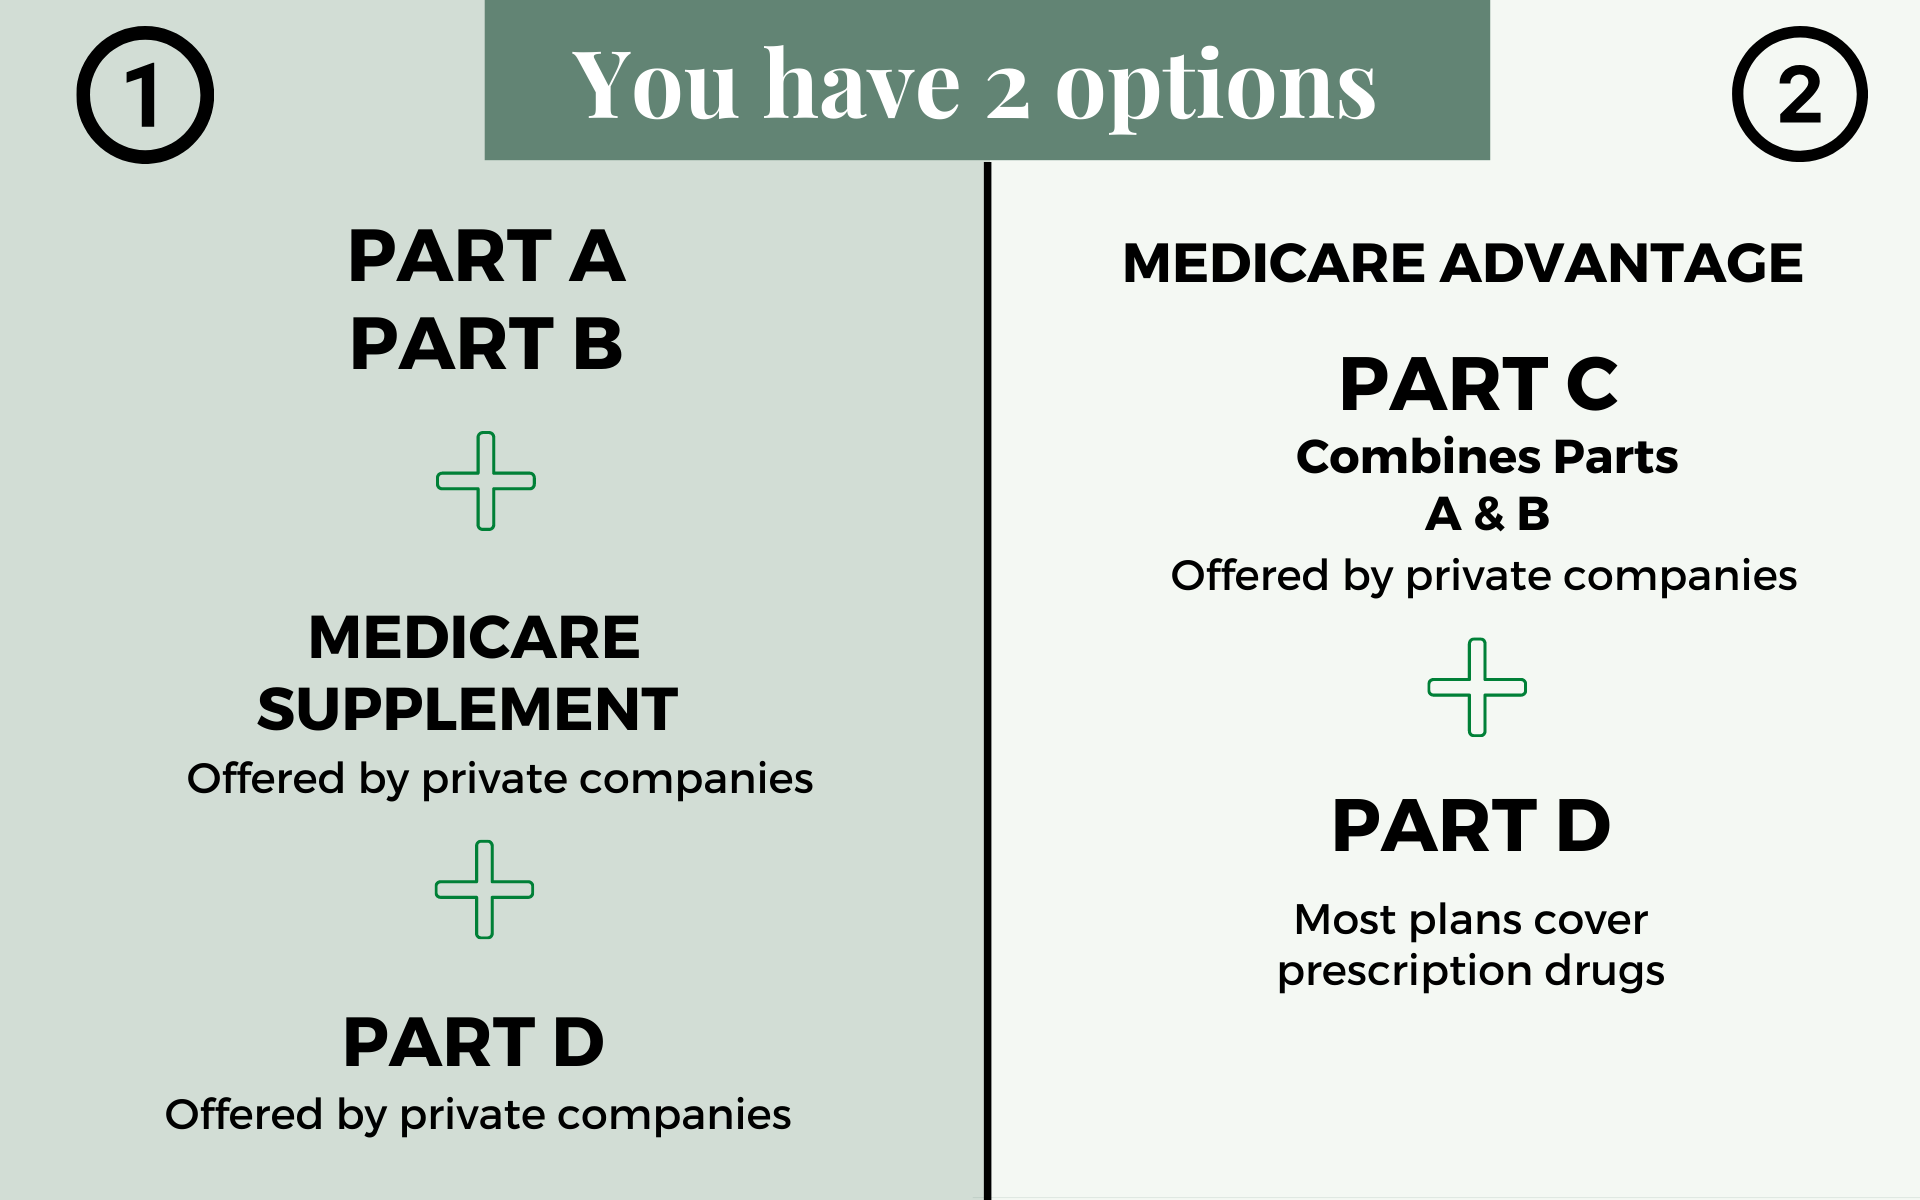 You have 2 options
1
PART A
PART B
MEDICARE
SUPPLEMENT
Offered by private companies
PART D
Offered by private companies
2
MEDICARE ADVANTAGE
PART C
Combines Parts
A & B
Offered by private companies
PART D
Most plans cover
prescription drugs